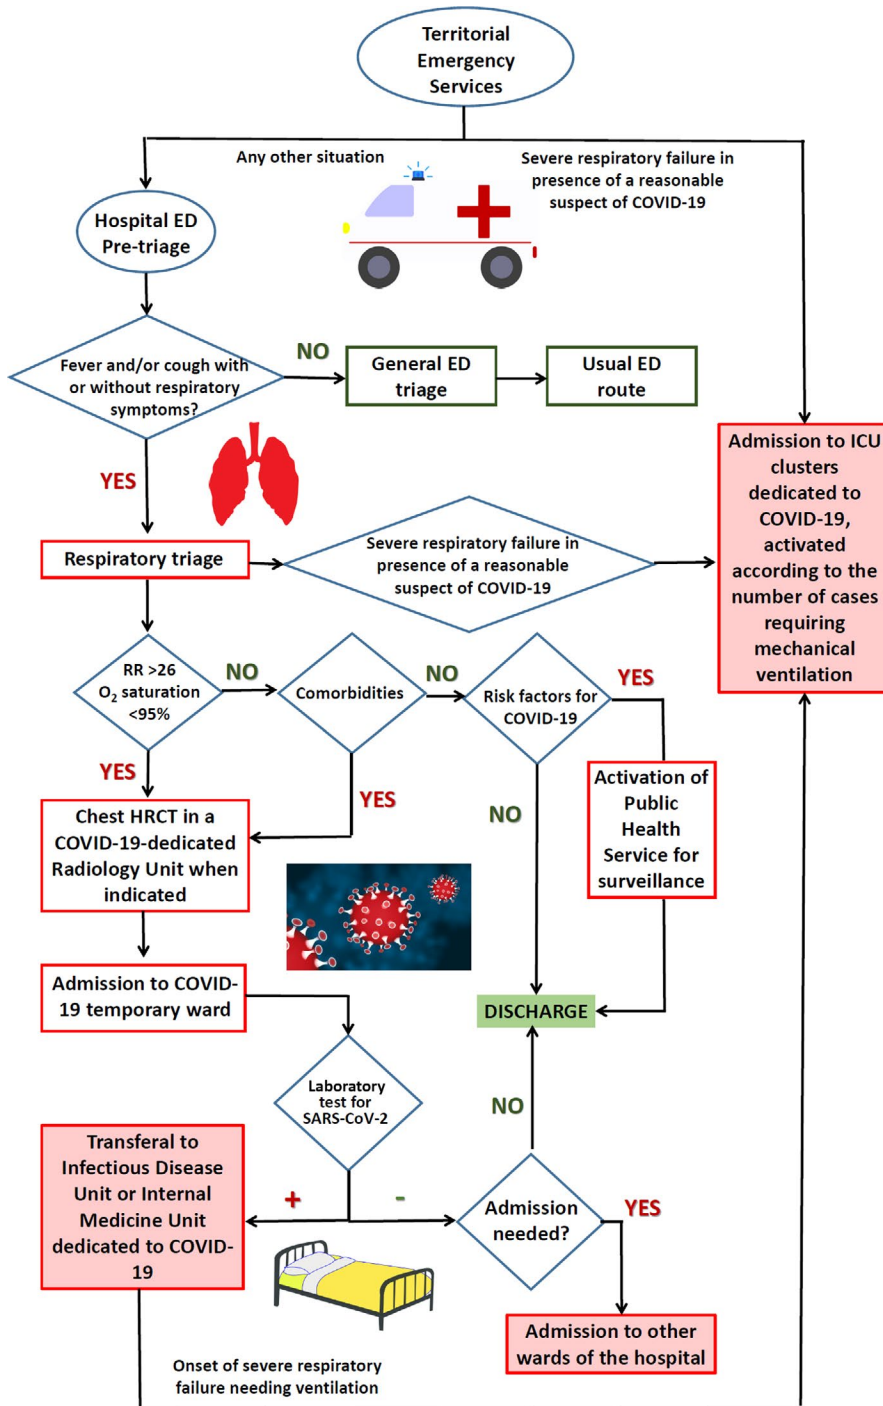 Territorial
Emergency
Services
Any other situation
Severe respiratory failure in
presence of a reasonable
suspect of COVID-19
Hospital ED
Pre-triage
Fever and/or cough with
or without respiratory
symptoms?
NO
General ED
triage
Usual ED
route
YES
Admission to ICU
clusters
dedicated to
COVID-19,
activated
according to the
number of cases
requiring
mechanical
ventilation
Respiratory triage
Severe respiratory failure in
presence of a reasonable
suspect of COVID-19
RR >26
O₂ saturation
<95%
NO
Comorbidities
NO
Risk factors for
COVID-19
YES
YES
YES
NO
Activation of
Public
Health
Service for
surveillance
Chest HRCT in a
COVID-19-dedicated
Radiology Unit when
indicated
Admission to COVID-
19 temporary ward
DISCHARGE
Laboratory
test for
SARS-CoV-2
NO
Transferal to
Infectious Disease
Unit or Internal
Medicine Unit
dedicated to COVID-
19
+
-
Admission
needed?
YES
Admission to other
wards of the hospital
Onset of severe respiratory
failure needing ventilation